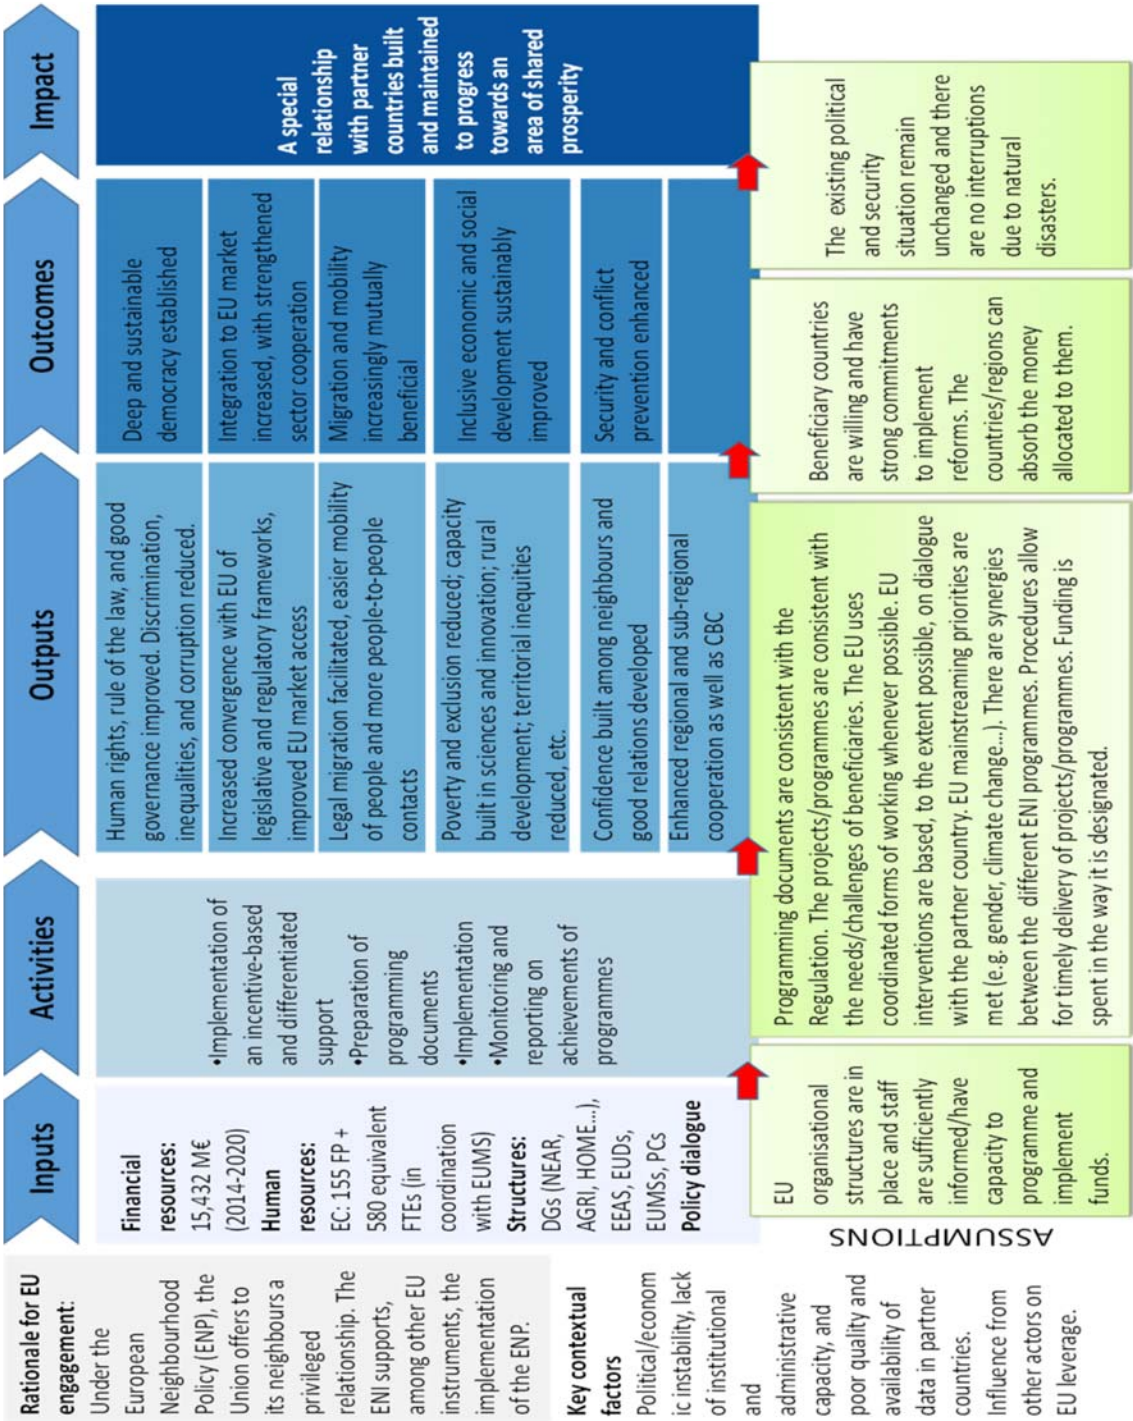 Rationale for EU
engagement:
Under the
European
Neighbourhood
Policy (ENP), the
Union offers to
its neighbours a
privileged
relationship. The
ENI supports,
among other EU
instruments, the
implementation
of the ENP.
Key contextual
factors
Political/econom
ic instability, lack
of institutional
and
administrative
capacity, and
poor quality and
availability of
data in partner
countries.
Influence from
other actors on
EU leverage.
Inputs
Activities
Outputs
Outcomes
Impact
Financial
resources:
15,432 M€
(2014-2020)
Human
resources:
EC: 155 FP +
580 equivalent
FTEs (in
coordination
with EUMS)
Structures:
DGs (NEAR,
AGRI, HOME...),
EEAS, EUDs,
EUMSs, PCs
Policy dialogue
•Implementation of
an incentive-based
and differentiated
support
•Preparation of
programming
documents
•Implementation
•Monitoring and
reporting on
achievements of
programmes
Human rights, rule of the law, and good
governance improved. Discrimination,
inequalities, and corruption reduced.
Increased convergence with EU of
legislative and regulatory frameworks,
improved EU market access
Legal migration facilitated, easier mobility
of people and more people-to-people
contacts
Poverty and exclusion reduced; capacity
built in sciences and innovation; rural
development; territorial inequities
reduced, etc.
Confidence built among neighbours and
good relations developed
Enhanced regional and sub-regional
cooperation as well as CBC
Deep and sustainable
democracy established
Integration to EU market
increased, with strengthened
sector cooperation
Migration and mobility
increasingly mutually
beneficial
Inclusive economic and social
development sustainably
improved
Security and conflict
prevention enhanced
A special
relationship
with partner
countries built
and maintained
to progress
towards an
area of shared
prosperity
ASSUMPTIONS
EU
organisational
structures are in
place and staff
are sufficiently
informed/have
capacity to
programme and
implement
funds.
Programming documents are consistent with the
Regulation. The projects/programmes are consistent with
the needs/challenges of beneficiaries. The EU uses
coordinated forms of working whenever possible. EU
interventions are based, to the extent possible, on dialogue
with the partner country. EU mainstreaming priorities are
met (e.g. gender, climate change...). There are synergies
between the different ENI programmes. Procedures allow
for timely delivery of projects/programmes. Funding is
spent in the way it is designated.
Beneficiary countries
are willing and have
strong commitments
to implement
reforms. The
countries/regions can
absorb the money
allocated to them.
The existing political
and security
situation remain
unchanged and there
are no interruptions
due to natural
disasters.